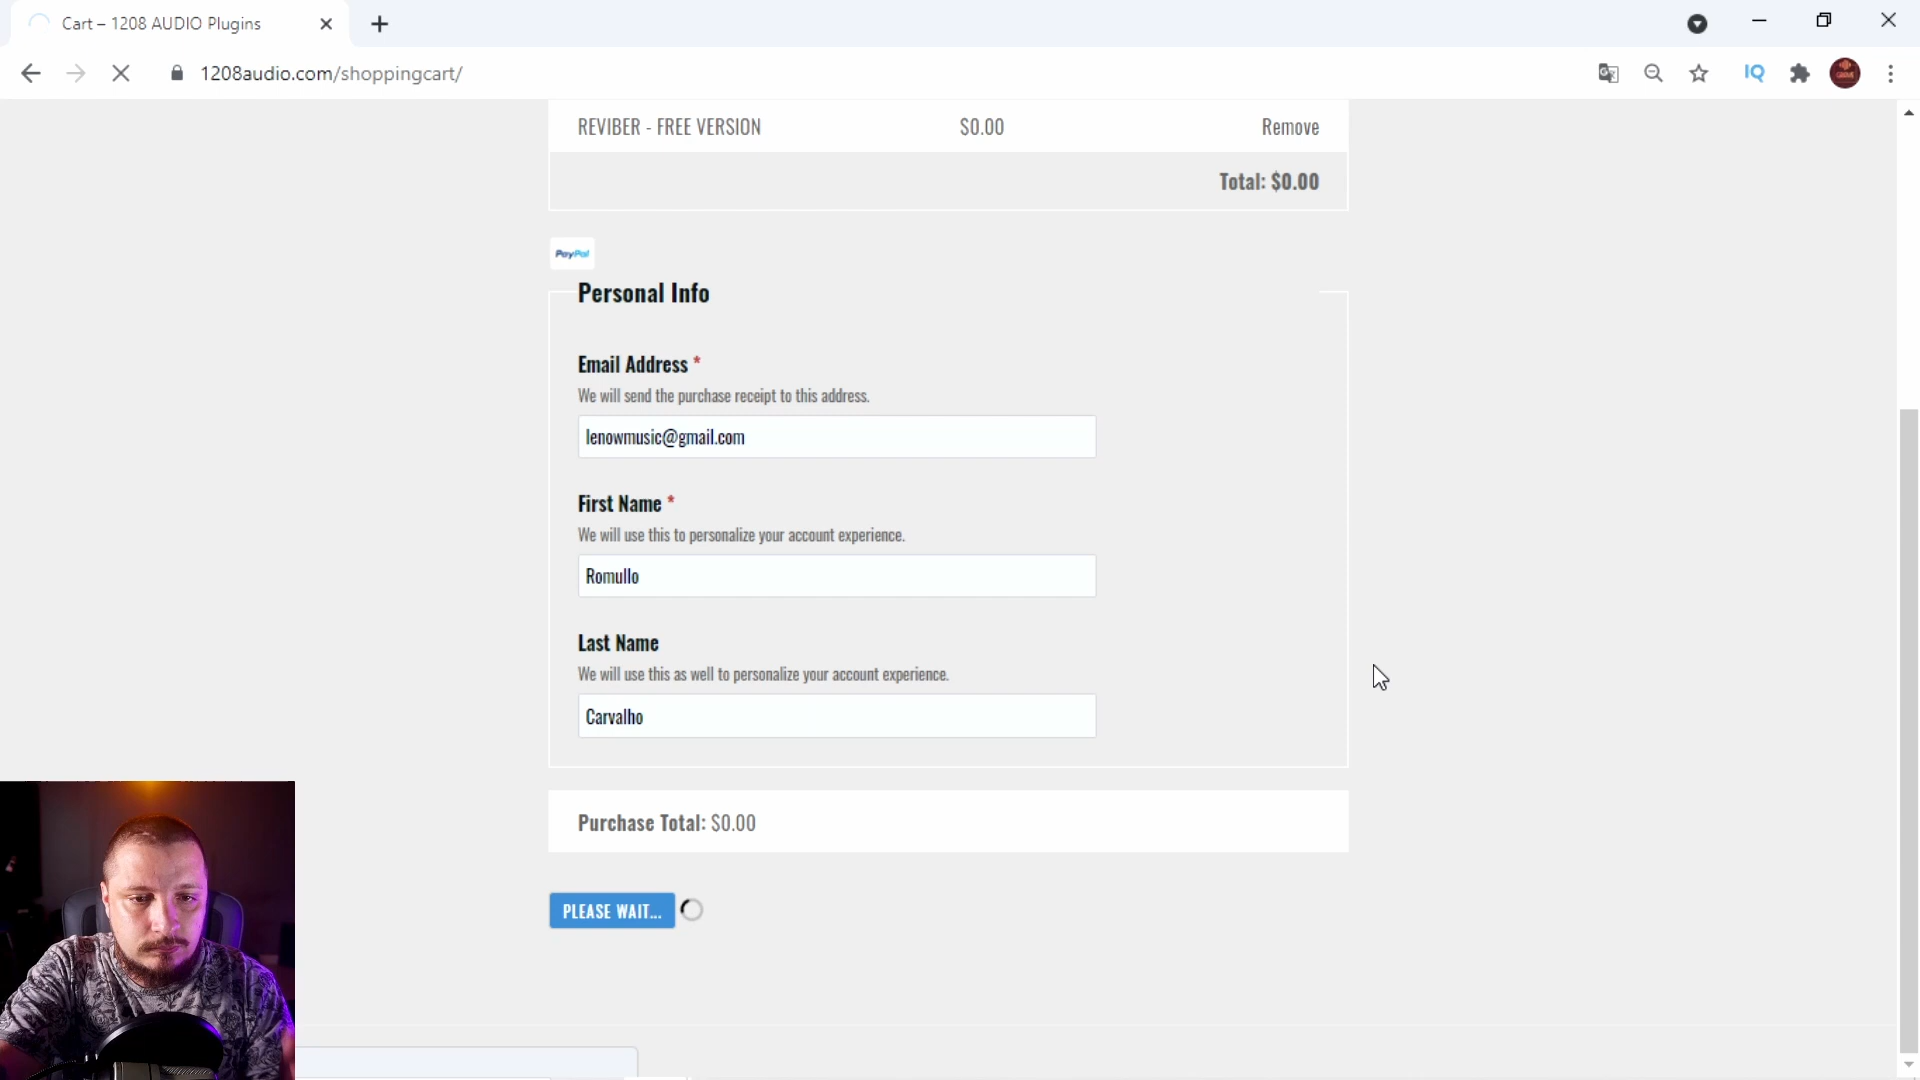 Cart – 1208 AUDIO Plugins
1208audio.com/shoppingcart/
IQ
REVIBER - FREE VERSION $0.00 Remove
Total: $0.00
PayPal
Personal Info
Email Address *
We will send the purchase receipt to this address.
lenowmusic@gmail.com
First Name *
We will use this to personalize your account experience.
Romullo
Last Name
We will use this as well to personalize your account experience.
Carvalho
Purchase Total: $0.00
PLEASE WAIT...